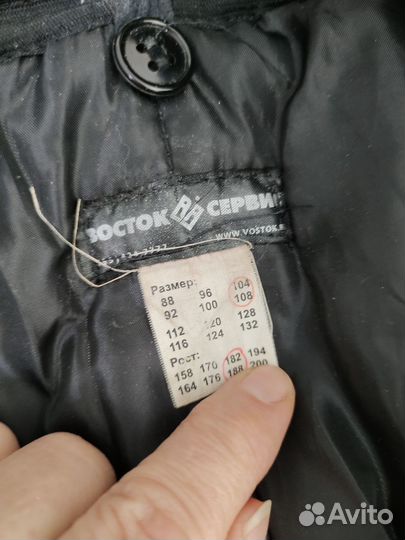 ВОСТОК СЕРВИС
WWW.VOSTOK.
Размер:
88 96 104
92 100 108
112 120 128
116 124 132
Рост:
158 170 182 194
164 176 188 200
Avito